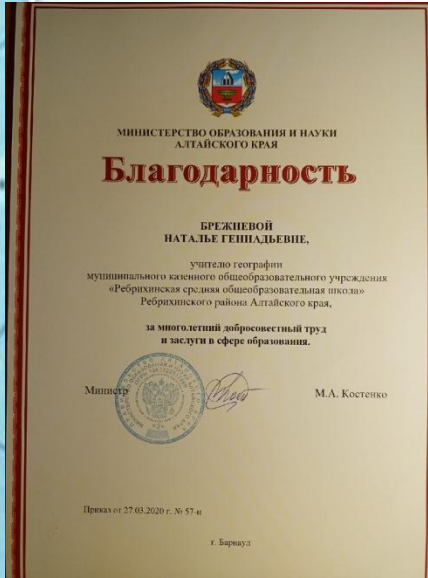 МИНИСТЕРСТВО ОБРАЗОВАНИЯ И НАУКИ
АЛТАЙСКОГО КРАЯ
Благодарность
БРЕЖНЕВОЙ
НАТАЛЬЕ ГЕННАДЬЕВНЕ,
учителю географии
муниципального казенного общеобразовательного учреждения
«Ребрихинская средняя общеобразовательная школа»
Ребрихинского района Алтайского края,
за многолетний добросовестный труд
и заслуги в сфере образования.
Министр М.А. Костенко
Приказ от 27.03.2020 г. № 57-п
г. Барнаул